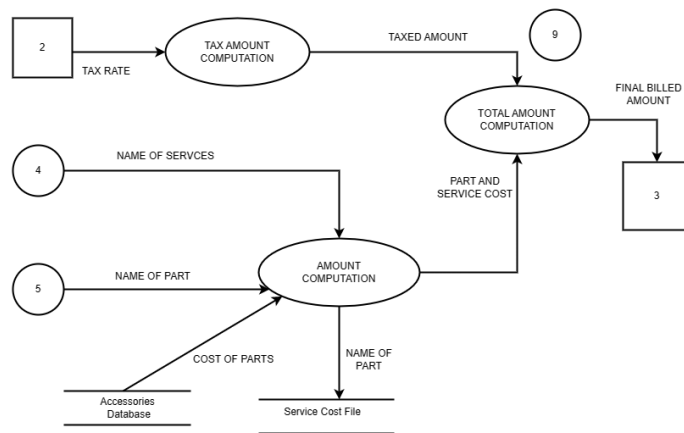 2
TAX RATE
TAX AMOUNT
COMPUTATION
TAXED AMOUNT
9
TOTAL AMOUNT
COMPUTATION
FINAL BILLED
AMOUNT
3
4
NAME OF SERVCES
PART AND
SERVICE COST
5
NAME OF PART
AMOUNT
COMPUTATION
COST OF PARTS
NAME OF
PART
Accessories
Database
Service Cost File